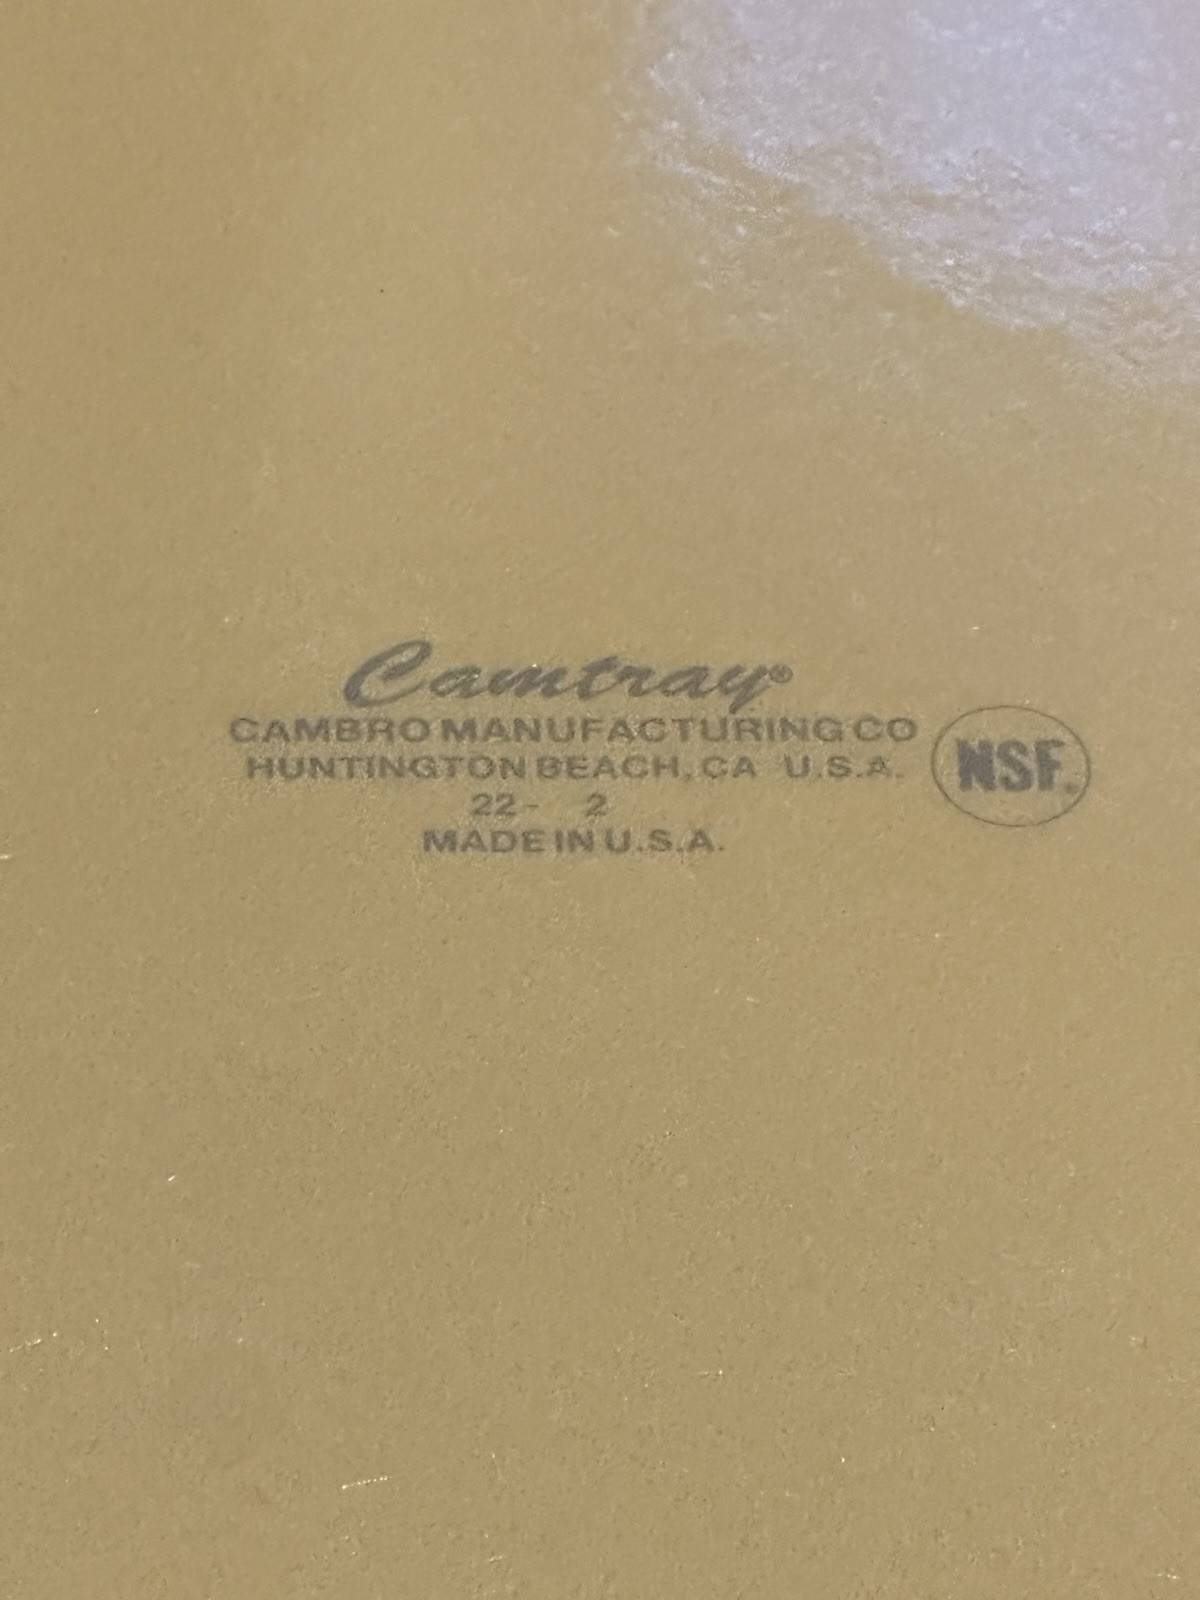 Camtray®
CAMBRO MANUFACTURING CO
HUNTINGTON BEACH, CA U.S.A.
22- 2
MADE IN U.S.A.
NSF®